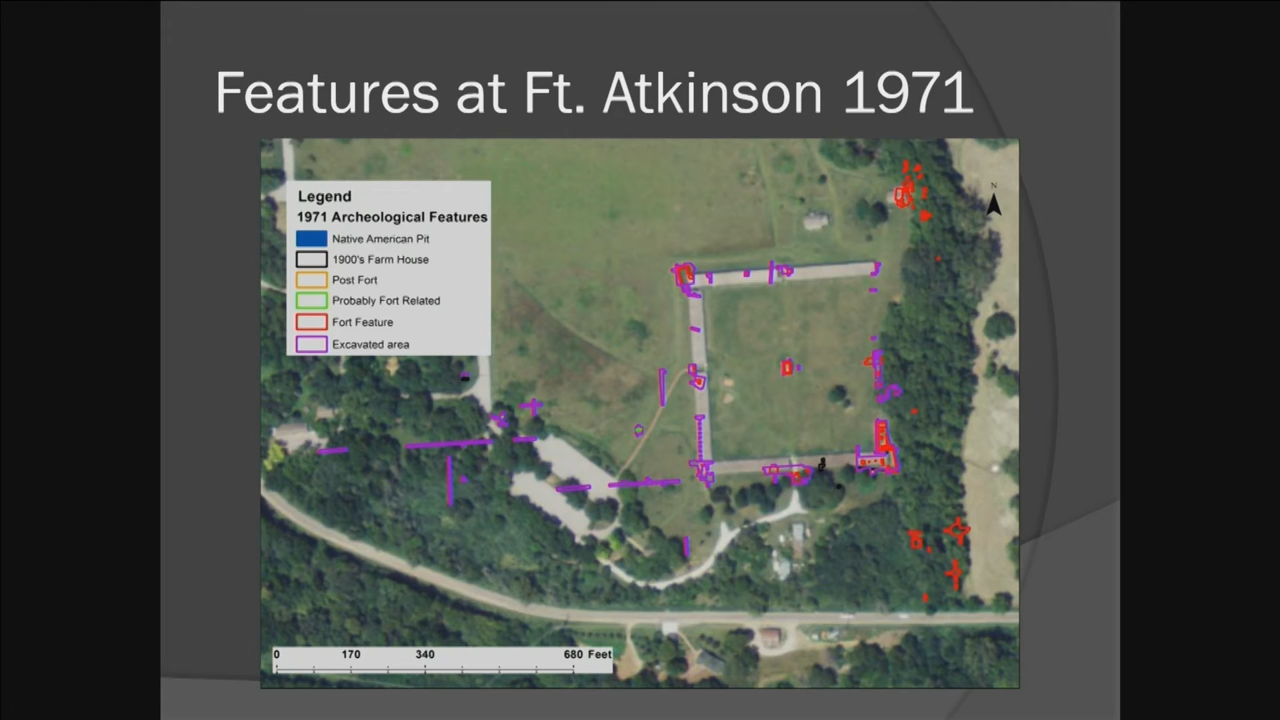 Features at Ft. Atkinson 1971
Legend
1971 Archeological Features
Native American Pit
1900's Farm House
Post Fort
Probably Fort Related
Fort Feature
Excavated area
N
0 170 340 680 Feet